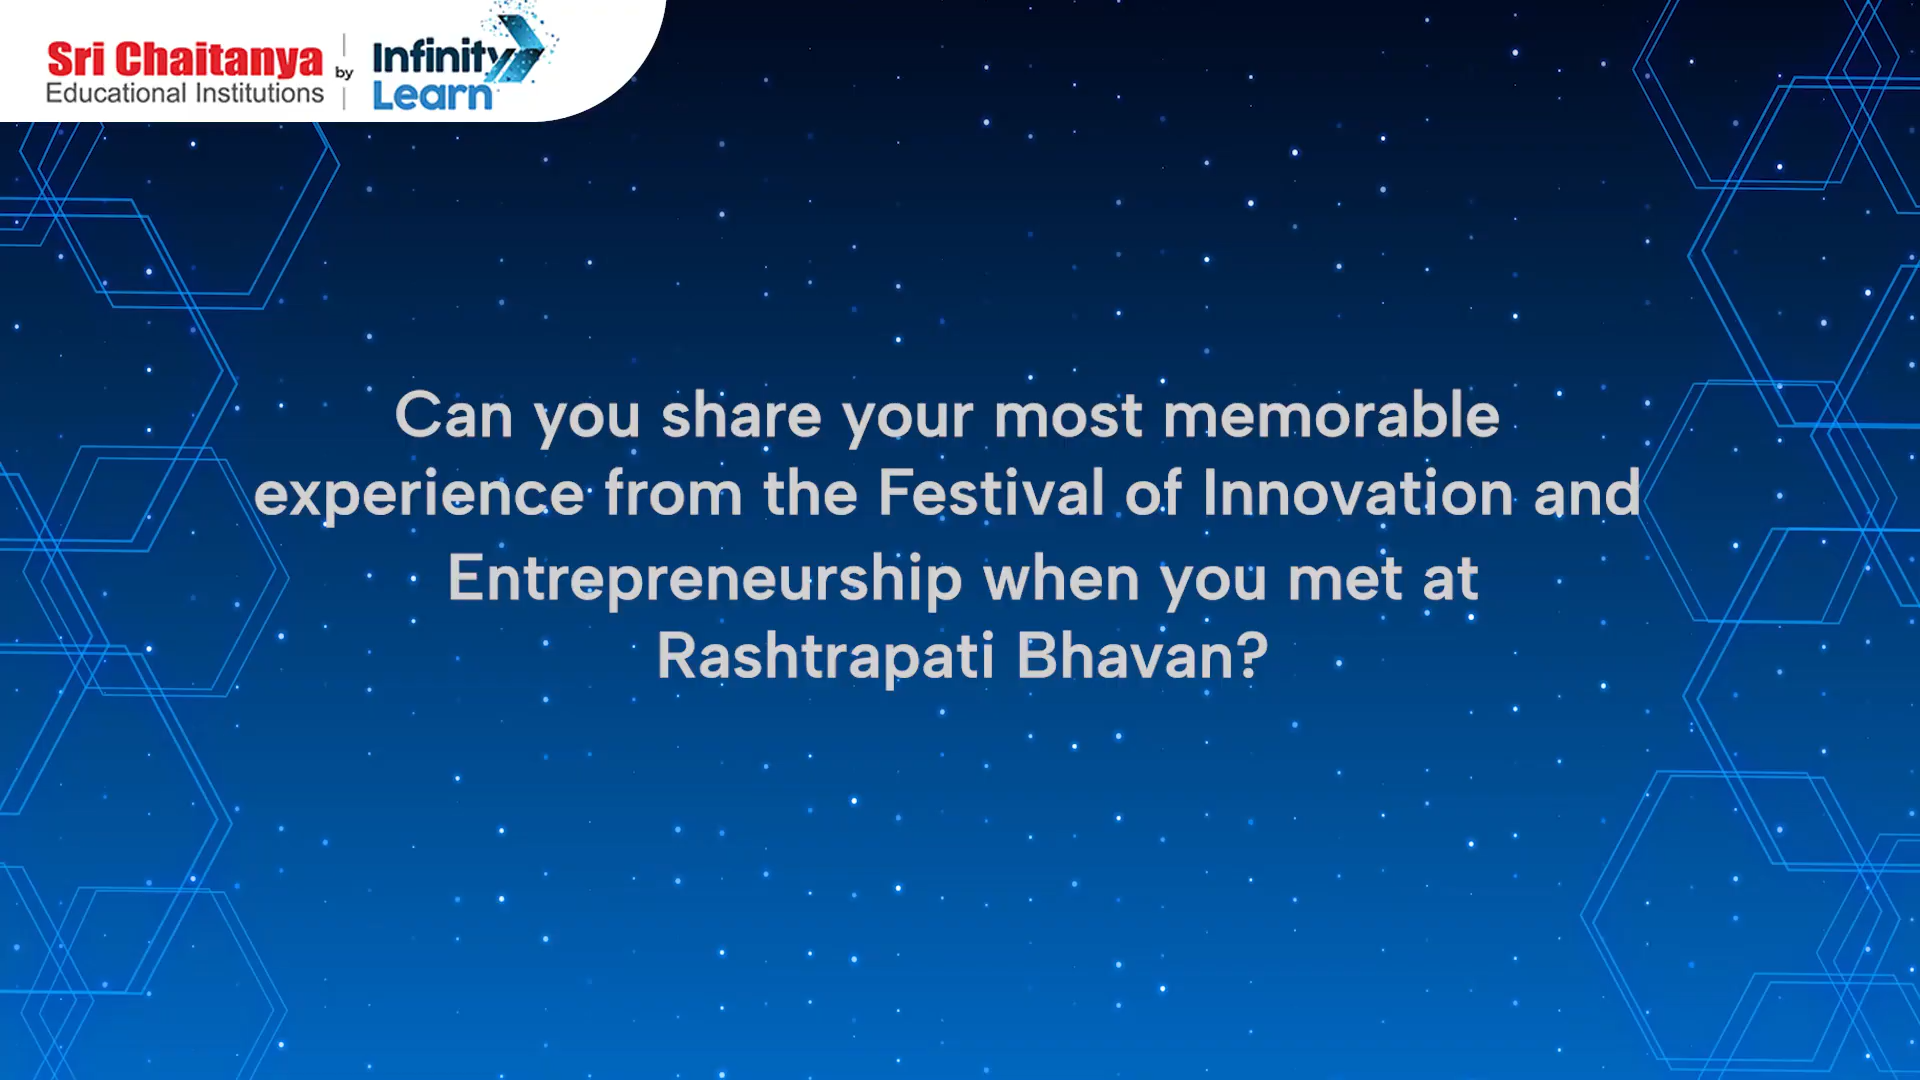 Sri Chaitanya
Educational Institutions
by
Infinity
Learn
Can you share your most memorable
experience from the Festival of Innovation and
Entrepreneurship when you met at
Rashtrapati Bhavan?